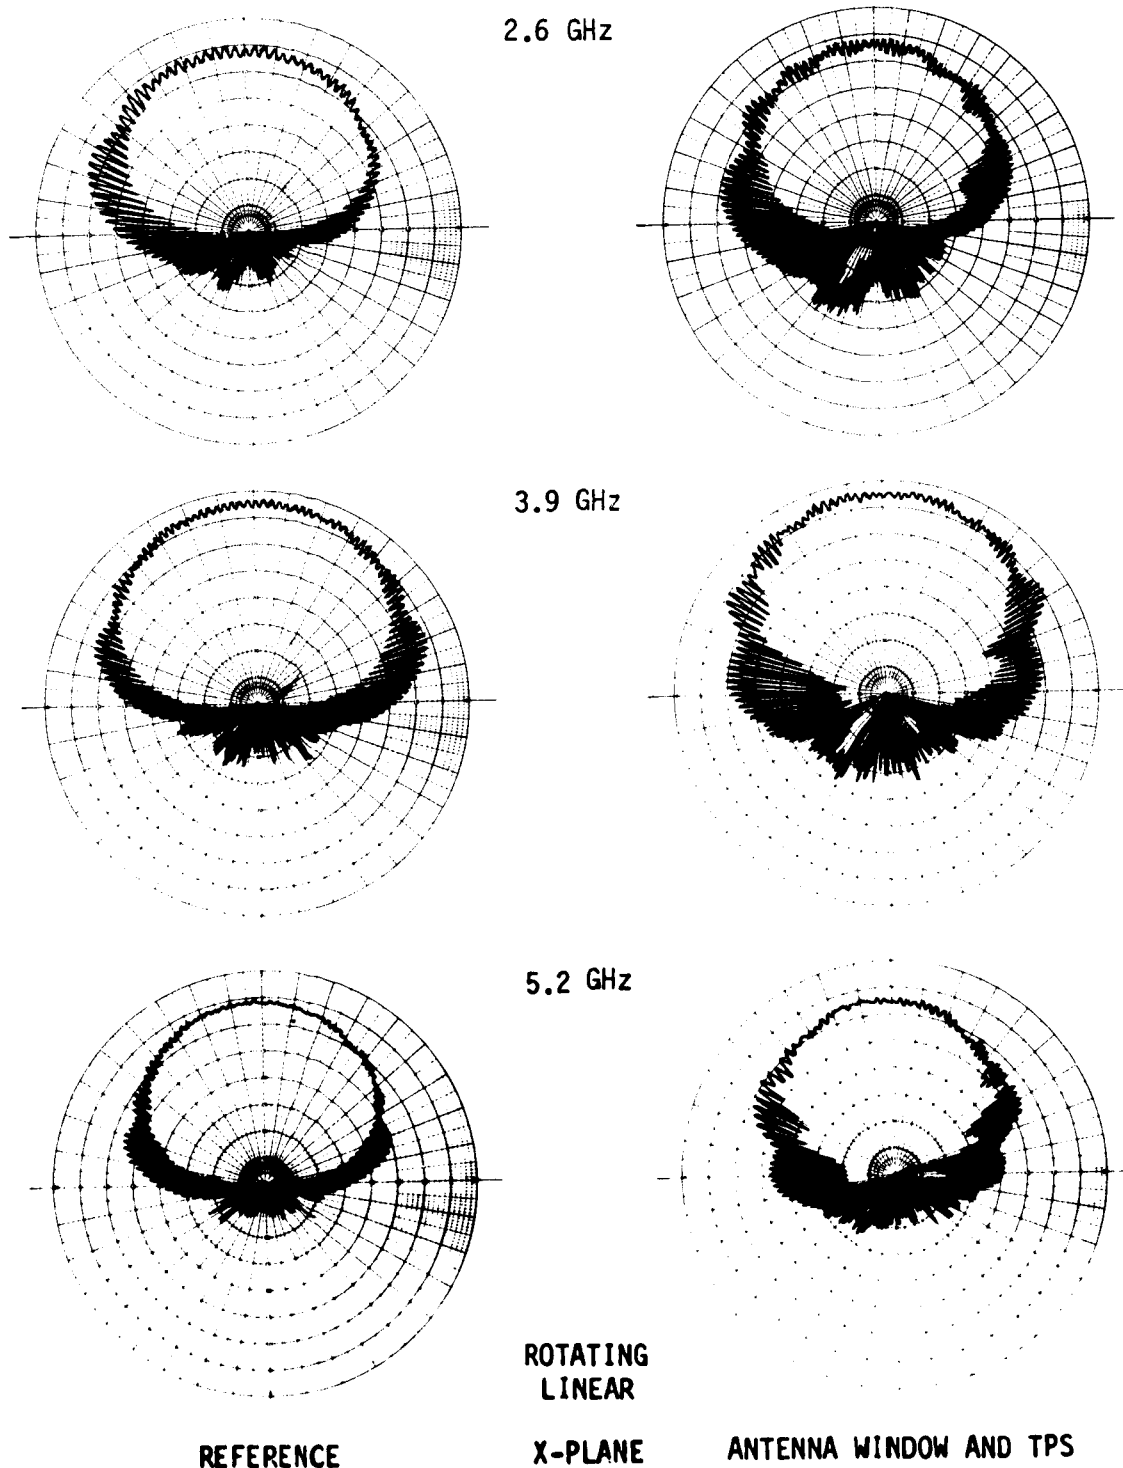 2.6 GHz
3.9 GHz
5.2 GHz
ROTATING
LINEAR
REFERENCE
X-PLANE
ANTENNA WINDOW AND TPS